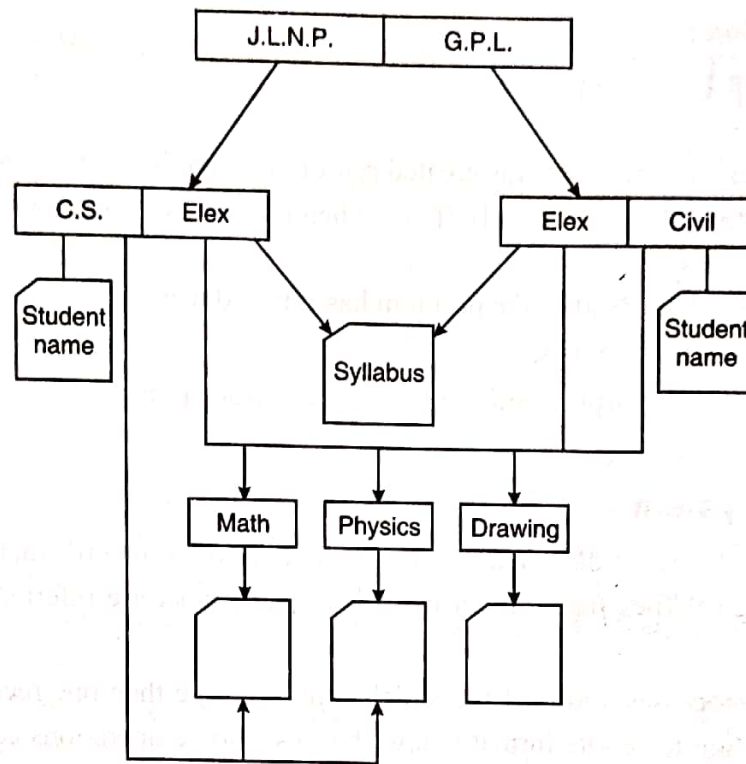 J.L.N.P. G.P.L.
C.S. Elex Elex Civil
Student
name
Syllabus
Student
name
Math Physics Drawing